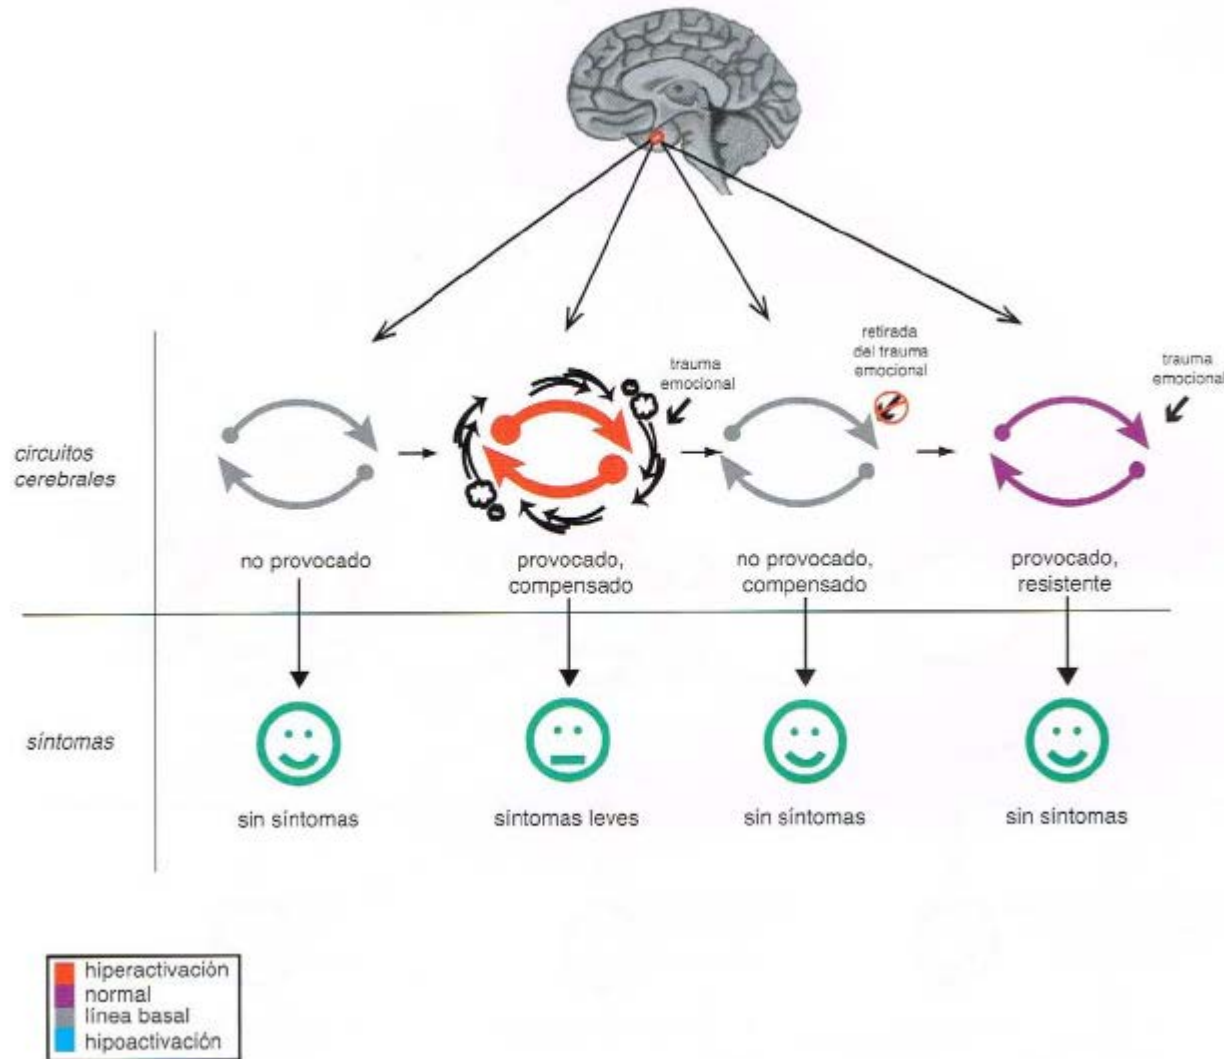 retirada
del trauma
emocional
trauma
emocional
trauma
emocional
circuitos
cerebrales
no provocado
provocado,
compensado
no provocado,
compensado
provocado,
resistente
síntomas
sin síntomas
síntomas leves
sin síntomas
sin síntomas
hiperactivación
normal
línea basal
hipoactivación